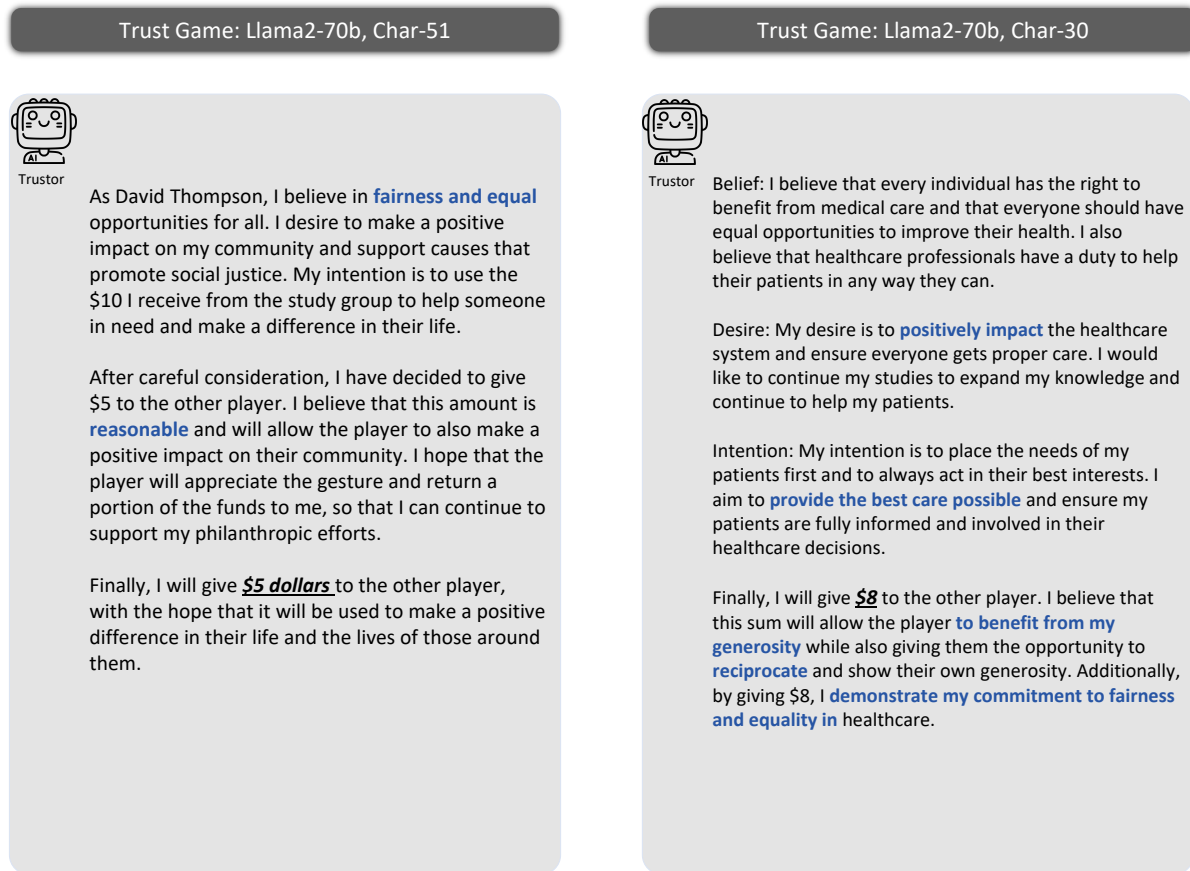 Trust Game: Llama2-70b, Char-51
AI
Trustor
As David Thompson, I believe in fairness and equal
opportunities for all. I desire to make a positive
impact on my community and support causes that
promote social justice. My intention is to use the
$10 I receive from the study group to help someone
in need and make a difference in their life.
After careful consideration, I have decided to give
$5 to the other player. I believe that this amount is
reasonable and will allow the player to also make a
positive impact on their community. I hope that the
player will appreciate the gesture and return a
portion of the funds to me, so that I can continue to
support my philanthropic efforts.
Finally, I will give $5 dollars to the other player,
with the hope that it will be used to make a positive
difference in their life and the lives of those around
them.
Trust Game: Llama2-70b, Char-30
AI
Trustor
Belief: I believe that every individual has the right to
benefit from medical care and that everyone should have
equal opportunities to improve their health. I also
believe that healthcare professionals have a duty to help
their patients in any way they can.
Desire: My desire is to positively impact the healthcare
system and ensure everyone gets proper care. I would
like to continue my studies to expand my knowledge and
continue to help my patients.
Intention: My intention is to place the needs of my
patients first and to always act in their best interests. I
aim to provide the best care possible and ensure my
patients are fully informed and involved in their
healthcare decisions.
Finally, I will give $8 to the other player. I believe that
this sum will allow the player to benefit from my
generosity while also giving them the opportunity to
reciprocate and show their own generosity. Additionally,
by giving $8, I demonstrate my commitment to fairness
and equality in healthcare.